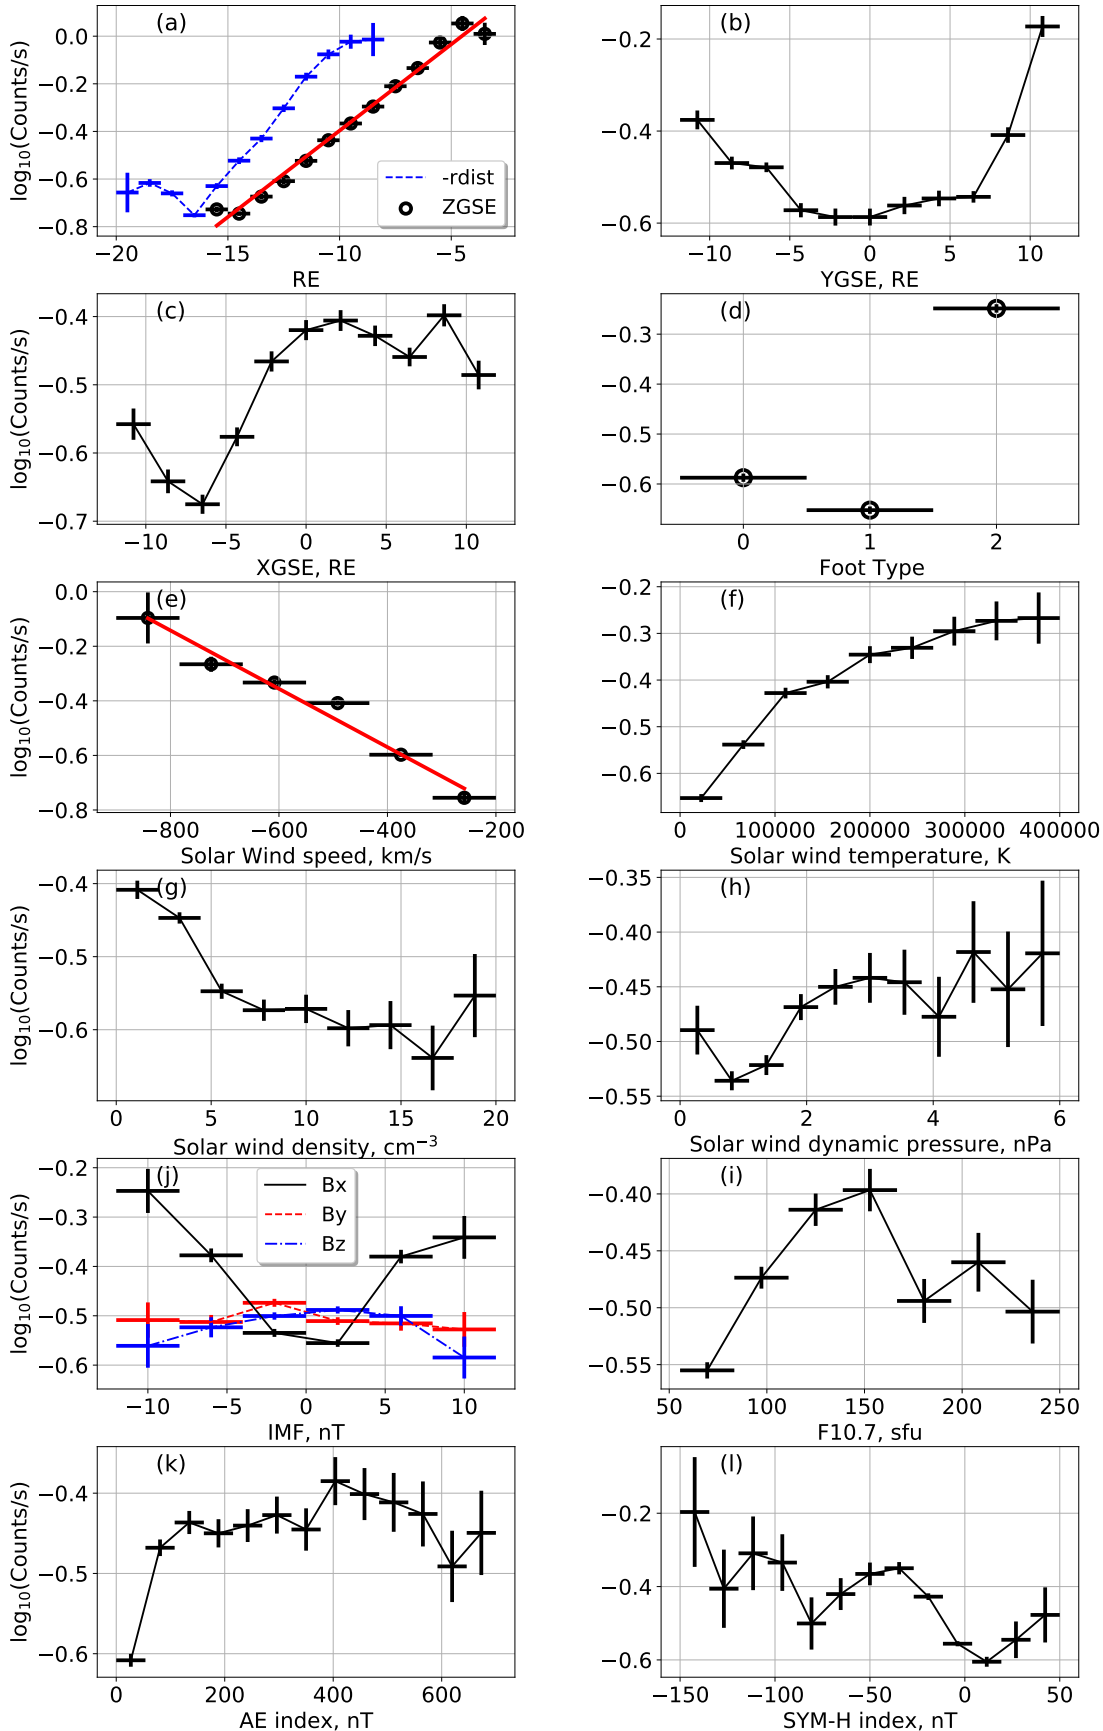 (a)
log10(Counts/s)
0.0
−0.2
−0.4
−0.6
−0.8
-rdist
ZGSE
−20 −15 −10 −5
RE
(b)
−0.2
−0.4
−0.6
−10 −5 0 5 10
YGSE, RE
(c)
log10(Counts/s)
−0.4
−0.5
−0.6
−0.7
−10 −5 0 5 10
XGSE, RE
(d)
−0.3
−0.4
−0.5
−0.6
0 1 2
Foot Type
(e)
log10(Counts/s)
0.0
−0.2
−0.4
−0.6
−0.8
−800 −600 −400 −200
Solar Wind speed, km/s
(f)
−0.2
−0.3
−0.4
−0.5
−0.6
0 100000 200000 300000 400000
Solar wind temperature, K
(g)
log10(Counts/s)
−0.4
−0.5
−0.6
0 5 10 15 20
Solar wind density, cm−3
(h)
−0.35
−0.40
−0.45
−0.50
−0.55
0 2 4 6
Solar wind dynamic pressure, nPa
(j)
log10(Counts/s)
−0.2
−0.3
−0.4
−0.5
−0.6
Bx
By
Bz
−10 −5 0 5 10
IMF, nT
(i)
−0.40
−0.45
−0.50
−0.55
50 100 150 200 250
F10.7, sfu
(k)
log10(Counts/s)
−0.4
−0.5
−0.6
0 200 400 600
AE index, nT
(l)
−0.2
−0.4
−0.6
−150 −100 −50 0 50
SYM-H index, nT